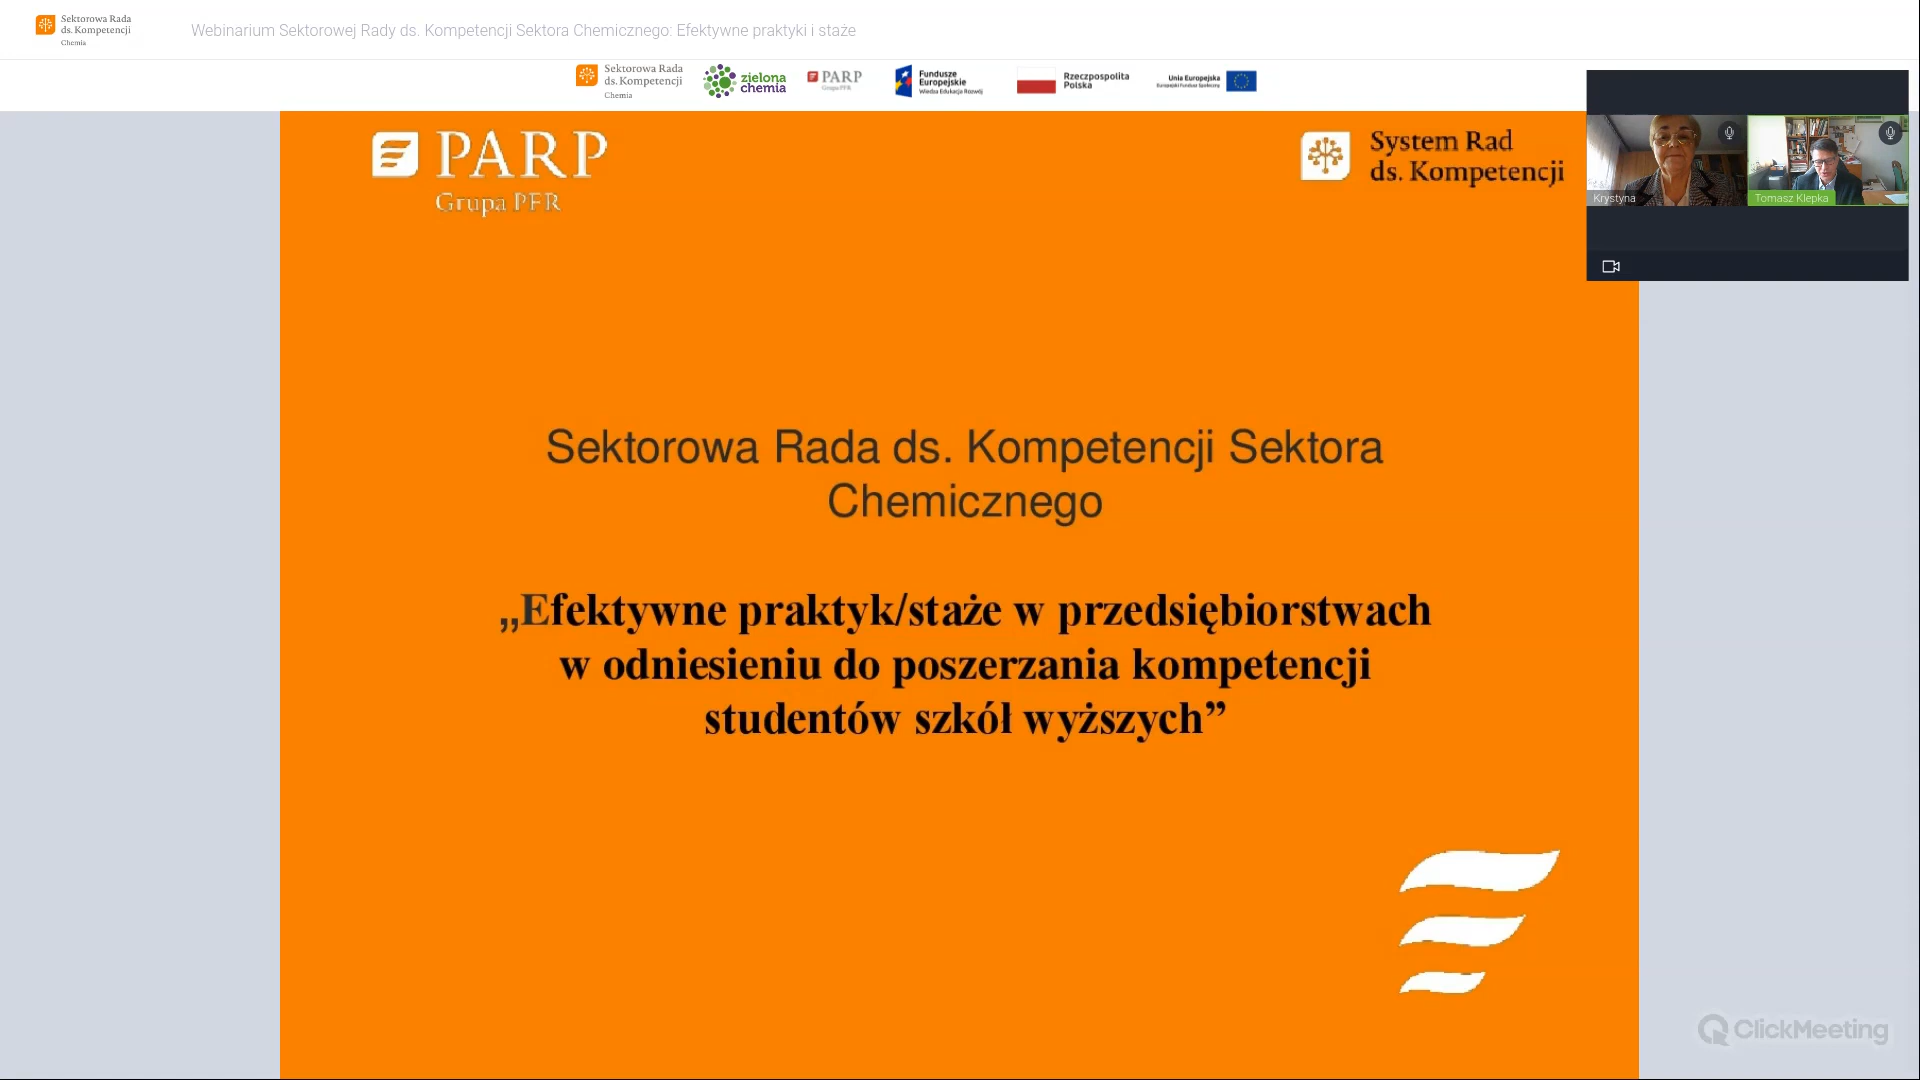 Sektorowa Rada
ds. Kompetencji
Chemia
Webinarium Sektorowej Rady ds. Kompetencji Sektora Chemicznego: Efektywne praktyki i staże
Sektorowa Rada
ds. Kompetencji
Chemia
zielona
chemia
PARP
Grupa PFR
Fundusze
Europejskie
Wiedza Edukacja Rozwój
Rzeczpospolita
Polska
Unia Europejska
Europejski Fundusz Społeczny
PARP
Grupa PFR
System Rad
ds. Kompetencji
Krystyna
Tomasz Klepka
Sektorowa Rada ds. Kompetencji Sektora
Chemicznego
„Efektywne praktyk/staże w przedsiębiorstwach
w odniesieniu do poszerzania kompetencji
studentów szkół wyższych”
ClickMeeting